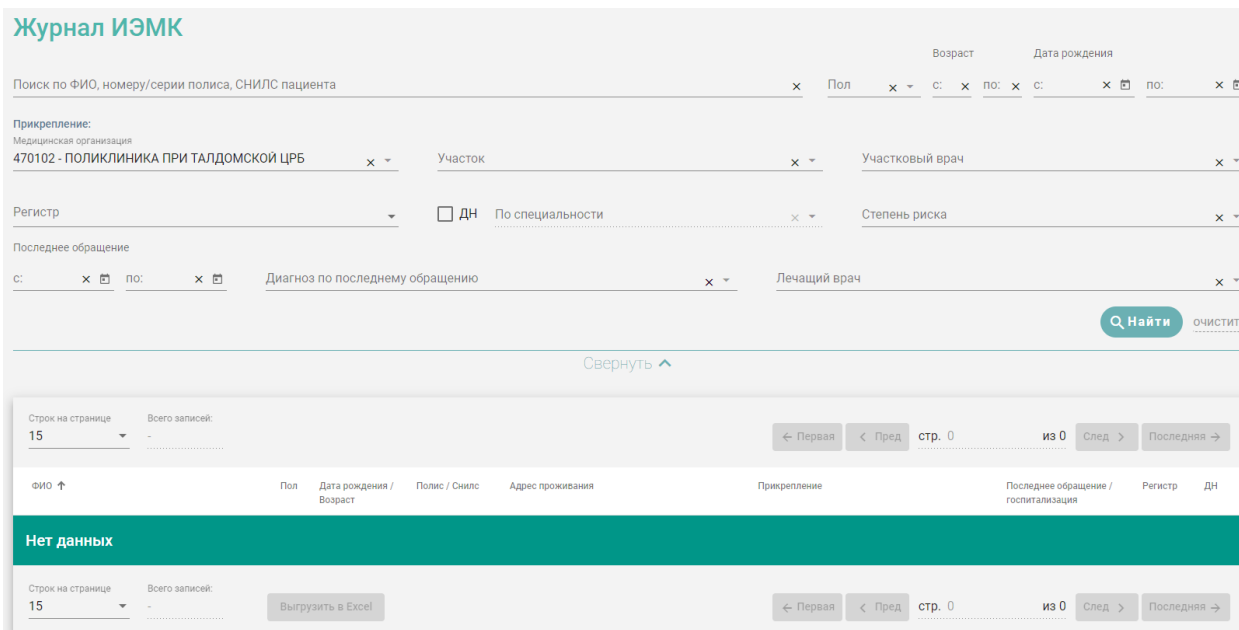 Журнал ИЭМК
Возраст Дата рождения
Поиск по ФИО, номеру/серии полиса, СНИЛС пациента Пол с: по: с: по:
Прикрепление:
Медицинская организация
470102 - ПОЛИКЛИНИКА ПРИ ТАЛДОМСКОЙ ЦРБ Участок Участковый врач
Регистр ДН По специальности Степень риска
Последнее обращение
с: по: Диагноз по последнему обращению Лечащий врач
Найти очистит
Свернуть
Строк на странице Всего записей:
15 - Первая Пред стр. 0 из 0 След Последняя
ФИО Пол Дата рождения / Полис / Снилс Адрес проживания Прикрепление Последнее обращение / Регистр ДН
Возраст госпитализация
Нет данных
Строк на странице Всего записей:
15 - Выгрузить в Excel Первая Пред стр. 0 из 0 След Последняя